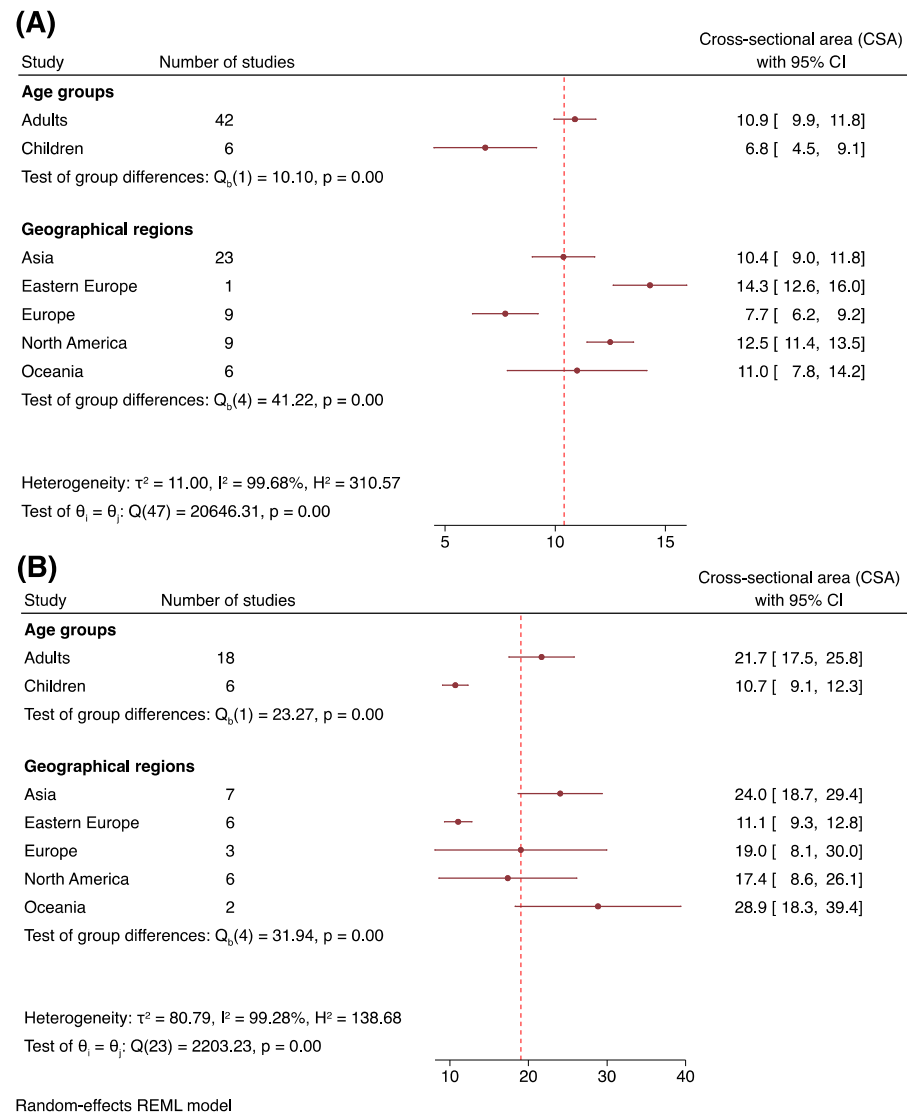 (A)
Cross-sectional area (CSA)
Study Number of studies with 95% CI
Age groups
Adults 42 10.9 [ 9.9, 11.8]
Children 6 6.8 [ 4.5, 9.1]
Test of group differences: Q_b(1) = 10.10, p = 0.00
Geographical regions
Asia 23 10.4 [ 9.0, 11.8]
Eastern Europe 1 14.3 [ 12.6, 16.0]
Europe 9 7.7 [ 6.2, 9.2]
North America 9 12.5 [ 11.4, 13.5]
Oceania 6 11.0 [ 7.8, 14.2]
Test of group differences: Q_b(4) = 41.22, p = 0.00
Heterogeneity: τ² = 11.00, I² = 99.68%, H² = 310.57
Test of θ_i = θ_j: Q(47) = 20646.31, p = 0.00
5 10 15
(B)
Cross-sectional area (CSA)
Study Number of studies with 95% CI
Age groups
Adults 18 21.7 [ 17.5, 25.8]
Children 6 10.7 [ 9.1, 12.3]
Test of group differences: Q_b(1) = 23.27, p = 0.00
Geographical regions
Asia 7 24.0 [ 18.7, 29.4]
Eastern Europe 6 11.1 [ 9.3, 12.8]
Europe 3 19.0 [ 8.1, 30.0]
North America 6 17.4 [ 8.6, 26.1]
Oceania 2 28.9 [ 18.3, 39.4]
Test of group differences: Q_b(4) = 31.94, p = 0.00
Heterogeneity: τ² = 80.79, I² = 99.28%, H² = 138.68
Test of θ_i = θ_j: Q(23) = 2203.23, p = 0.00
10 20 30 40
Random-effects REML model